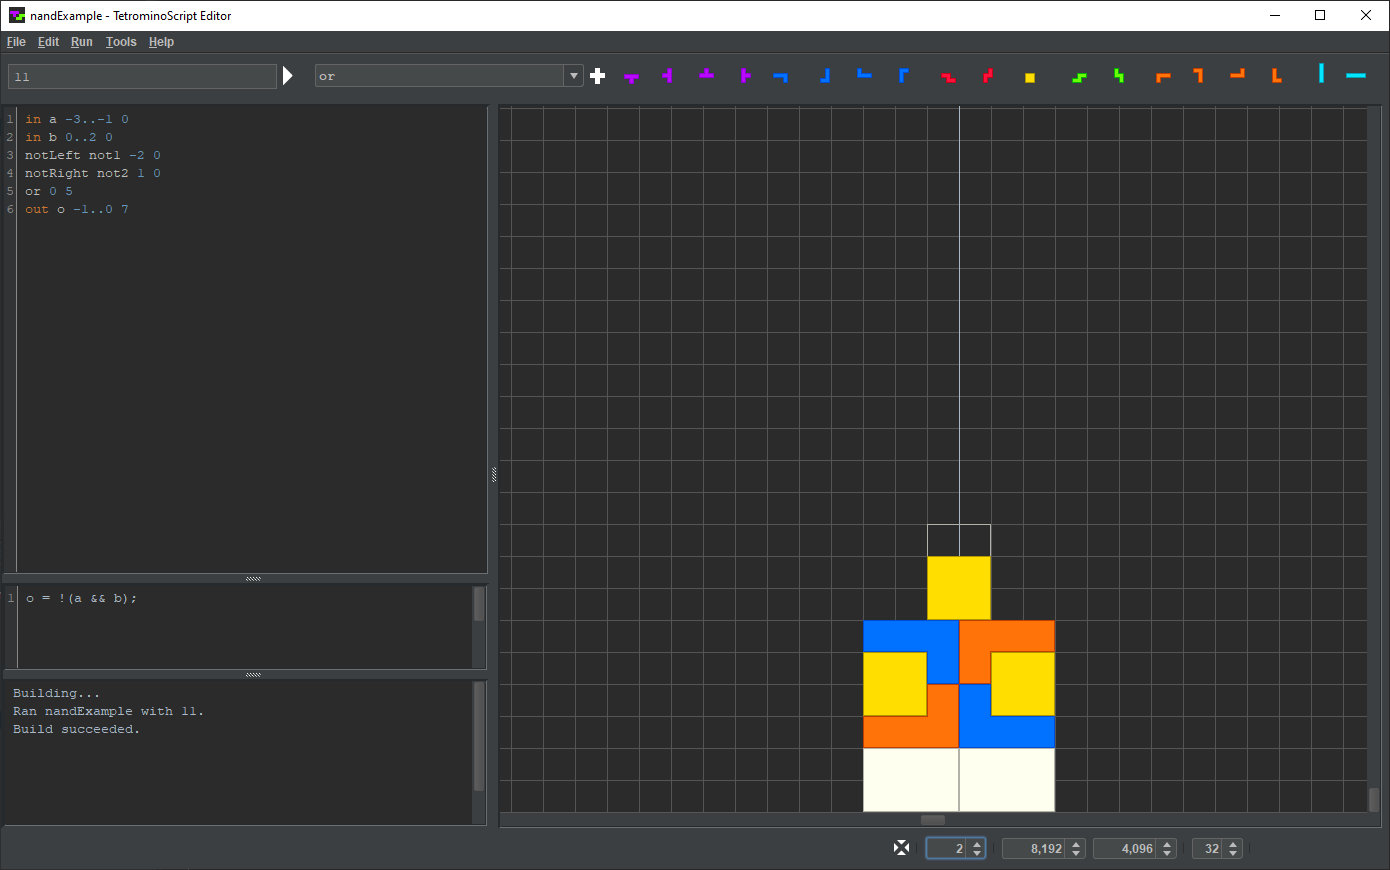 nandExample - TetrominoScript Editor
File Edit Run Tools Help
11 or
1 in a -3..-1 0
2 in b 0..2 0
3 notLeft not1 -2 0
4 notRight not2 1 0
5 or 0 5
6 out o -1..0 7
1 o = !(a && b);
Building...
Ran nandExample with 11.
Build succeeded.
2 8,192 4,096 32